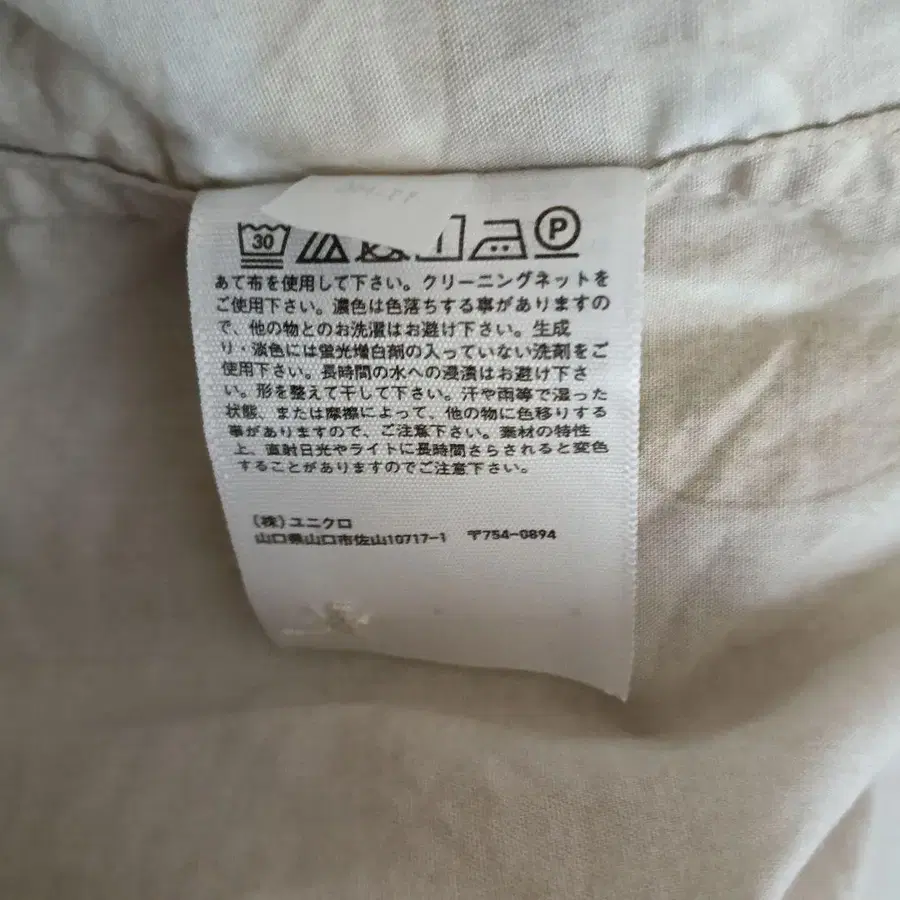 30 P
あて布を使用して下さい。クリーニングネットを
ご使用下さい。濃色は色落ちする事がありますの
で、他の物とのお洗濯はお避け下さい。生成
り・淡色には蛍光増白剤の入っていない洗剤をご
使用下さい。長時間の水への浸漬はお避け下さ
い。形を整えて干して下さい。汗や雨等で湿った
状態、または摩擦によって、他の物に色移りする
事がありますので、ご注意下さい。素材の特性
上、直射日光やライトに長時間さらされると変色
することがありますのでご注意下さい。
(株)ユニクロ
山口県山口市佐山10717-1 〒754-0894